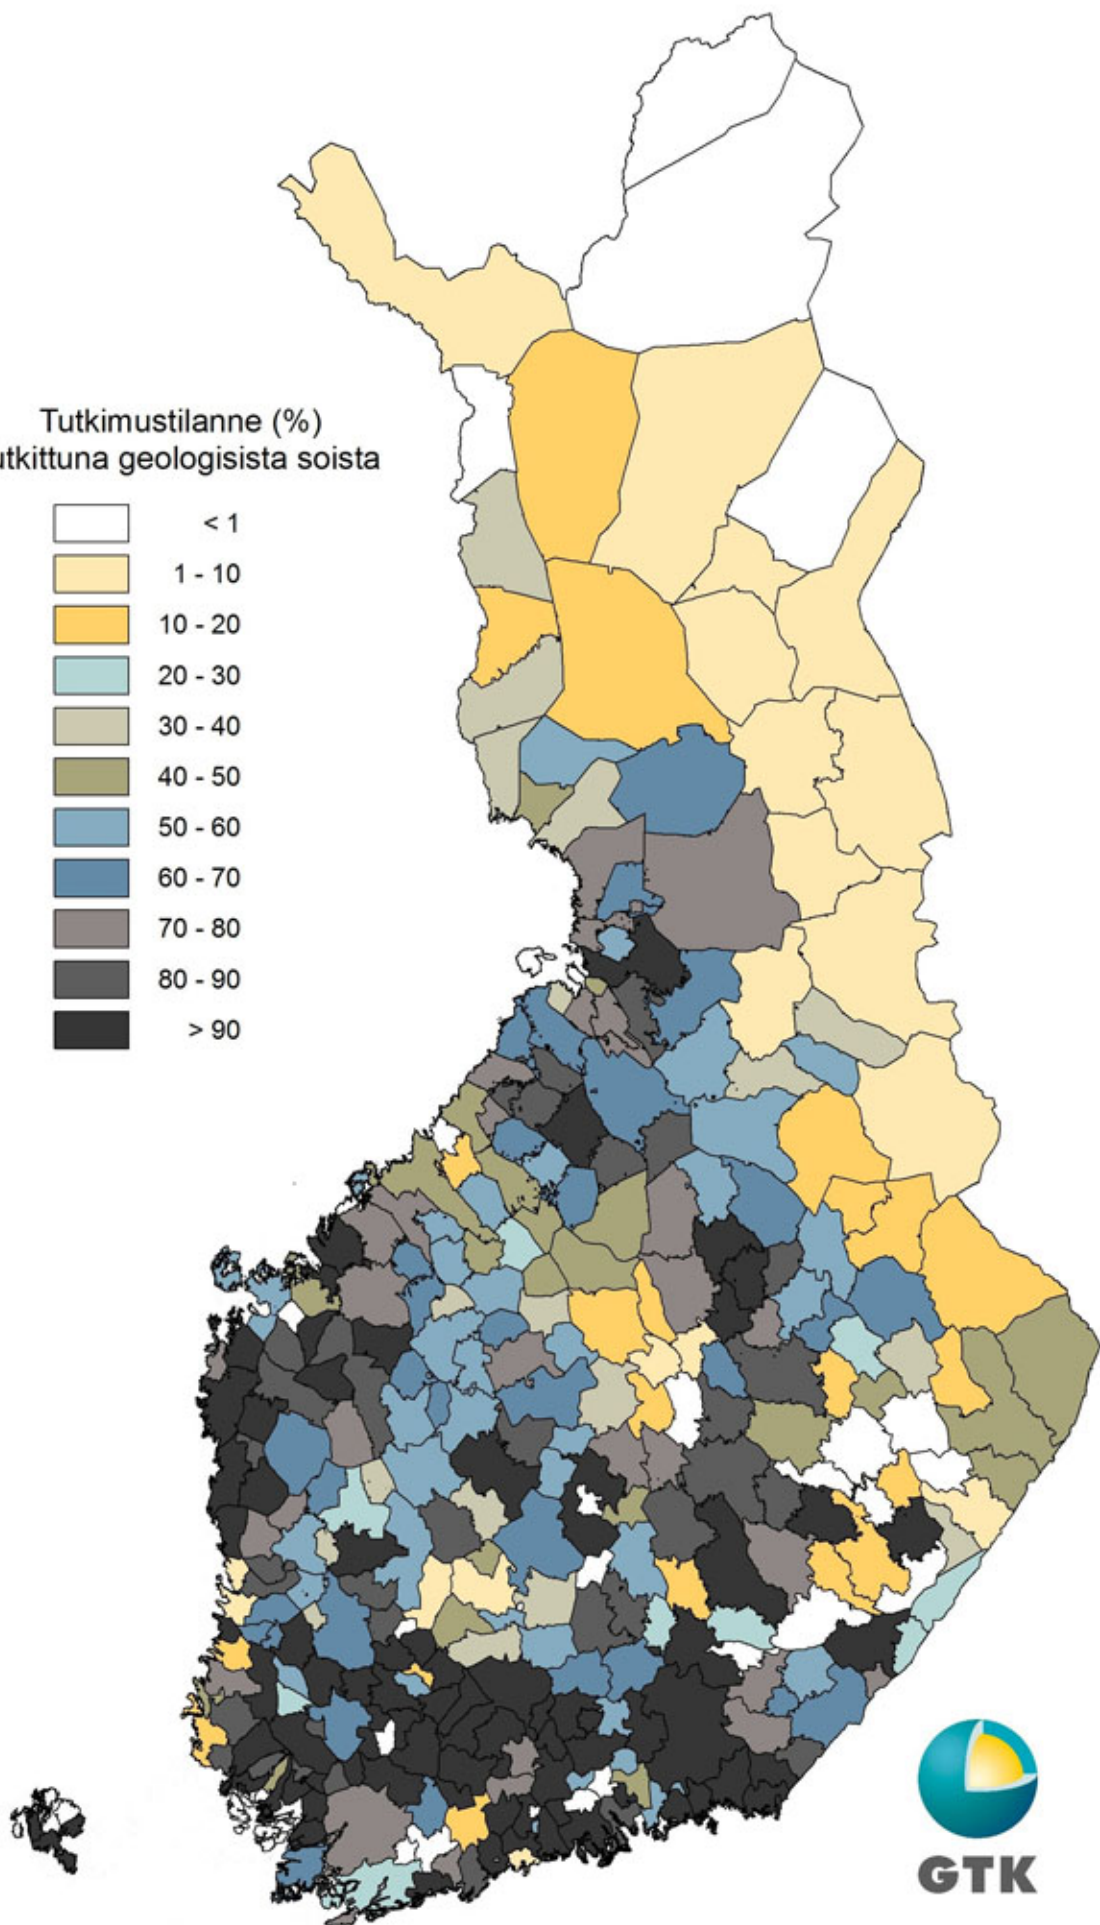 Tutkimustilanne (%)
utkittuna geologisista soista
< 1
1 - 10
10 - 20
20 - 30
30 - 40
40 - 50
50 - 60
60 - 70
70 - 80
80 - 90
> 90
GTK